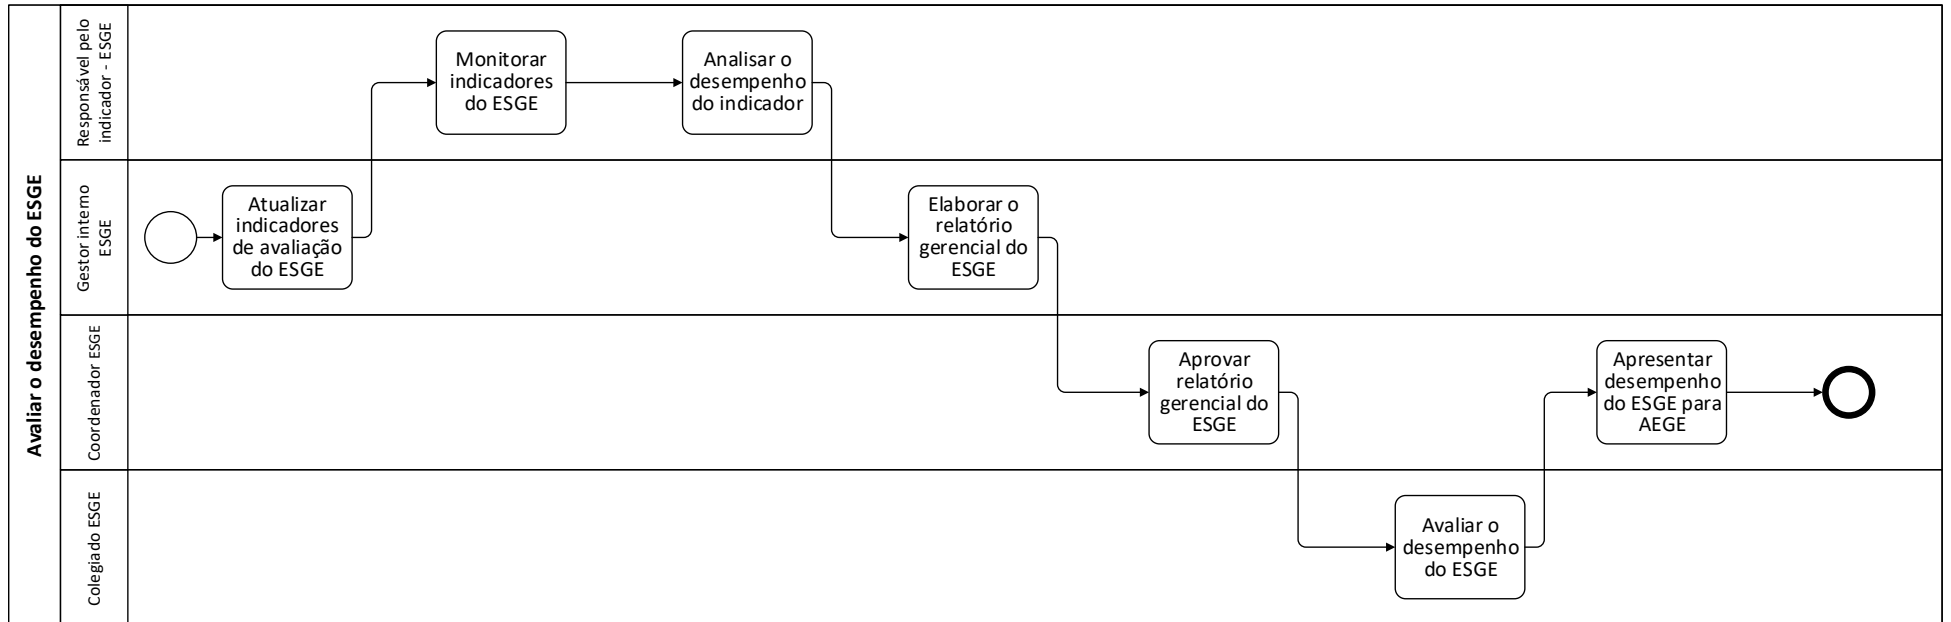 Avaliar o desempenho do ESGE
Responsável pelo
indicador - ESGE
Monitorar
indicadores
do ESGE
Analisar o
desempenho
do indicador
Gestor interno
ESGE
Atualizar
indicadores
de avaliação
do ESGE
Elaborar o
relatório
gerencial do
ESGE
Coordenador ESGE
Aprovar
relatório
gerencial do
ESGE
Apresentar
desempenho
do ESGE para
AEGE
Colegiado ESGE
Avaliar o
desempenho
do ESGE